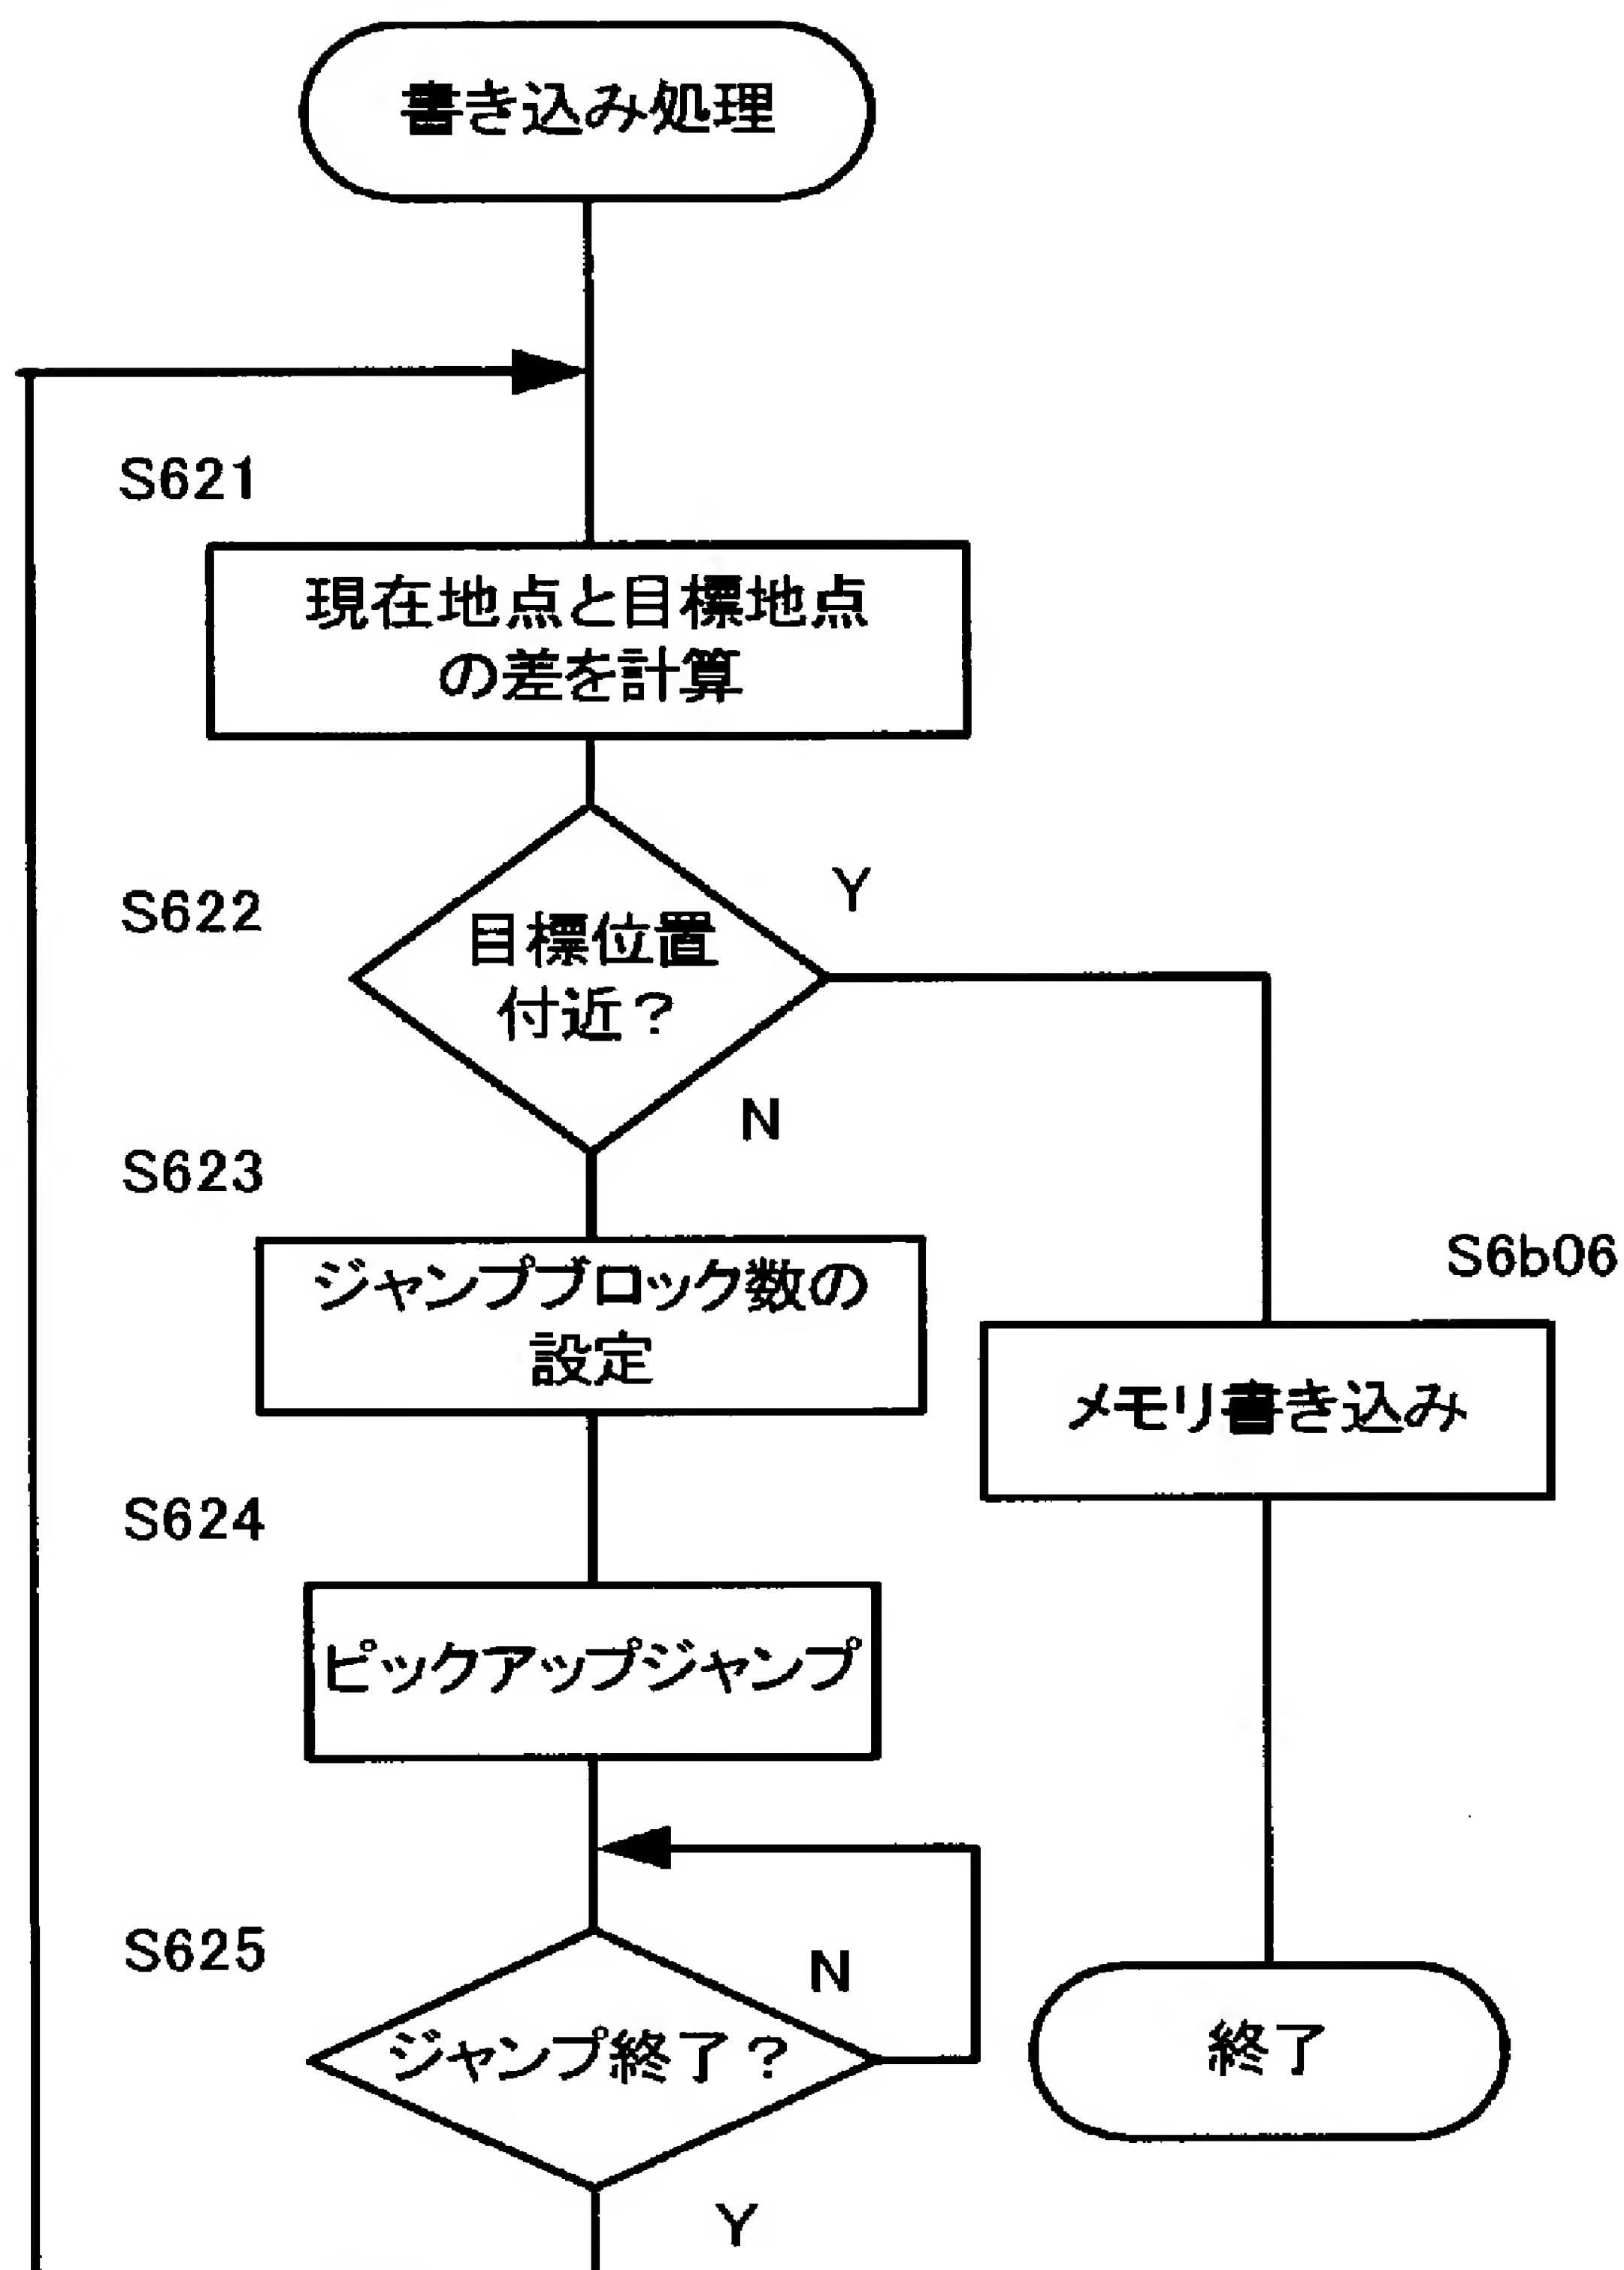 書き込み処理
S621
現在地点と目標地点
の差を計算
S622
目標位置
付近?
Y
N
S623
ジャンプブロック数の
設定
S6b06
メモリ書き込み
S624
ピックアップジャンプ
S625
ジャンプ終了?
N
Y
終了